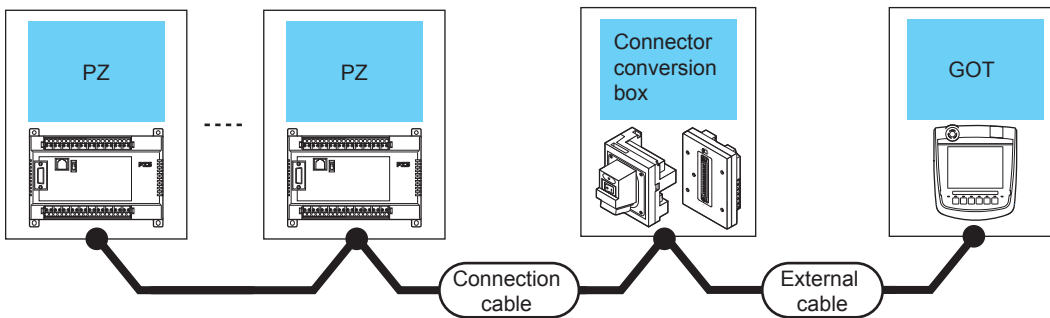 PZ
PZ
Connector
conversion
box
GOT
Connection
cable
External
cable